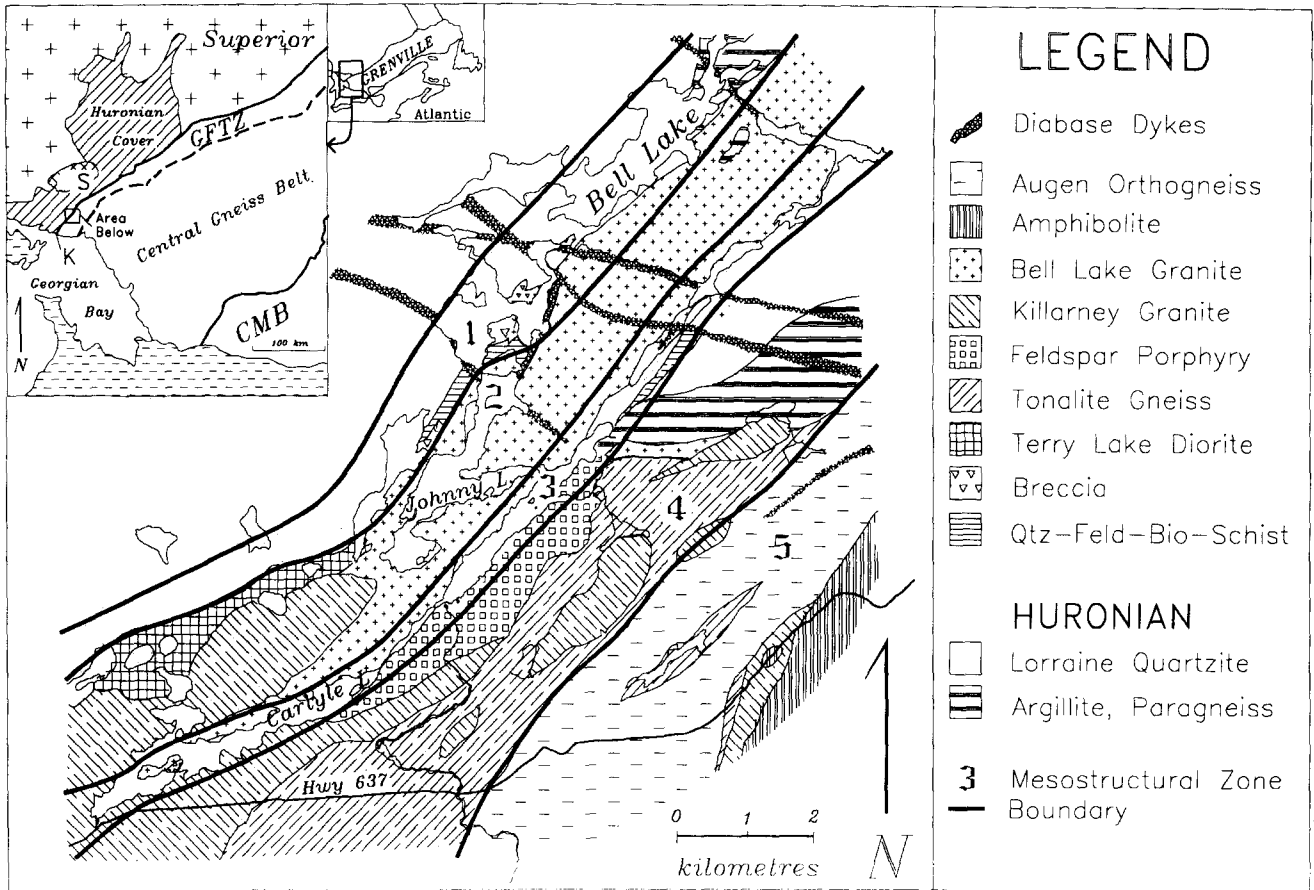 Superior
Huronian
Cover
GFTZ
S
Area
Below
K
Central Gneiss Belt
Georgian
Bay
CMB
100 km
N
GRENVILLE
Atlantic
Bell Lake
1
2
Johnny L.
3
4
5
Carlyle L.
Hwy 637
0 1 2
kilometres
N
LEGEND
Diabase Dykes
Augen Orthogneiss
Amphibolite
Bell Lake Granite
Killarney Granite
Feldspar Porphyry
Tonalite Gneiss
Terry Lake Diorite
Breccia
Qtz-Feld-Bio-Schist
HURONIAN
Lorraine Quartzite
Argillite, Paragneiss
3 Mesostructural Zone
Boundary